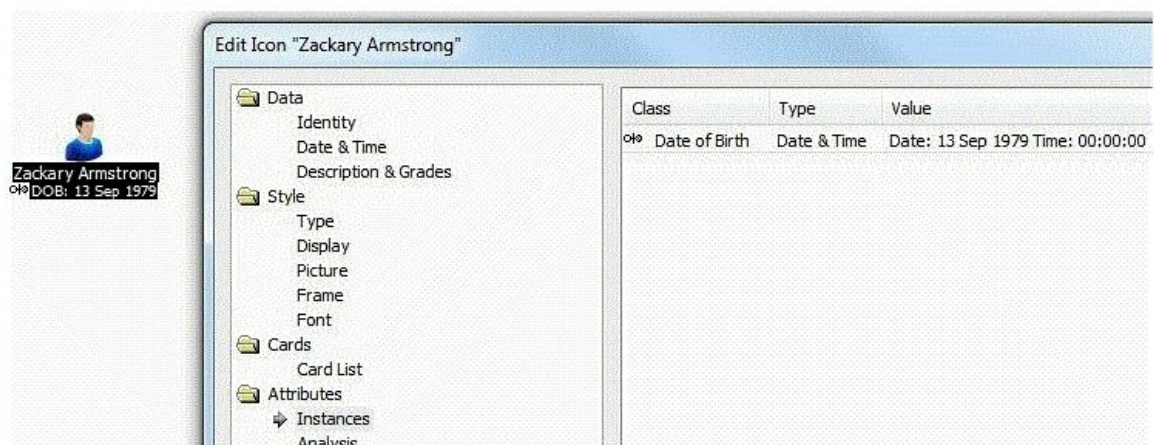 Edit Icon "Zackary Armstrong"
Zackary Armstrong
DOB: 13 Sep 1979
Data
Identity
Date & Time
Description & Grades
Style
Type
Display
Picture
Frame
Font
Cards
Card List
Attributes
Instances
Analysis
Class Type Value
Date of Birth Date & Time Date: 13 Sep 1979 Time: 00:00:00